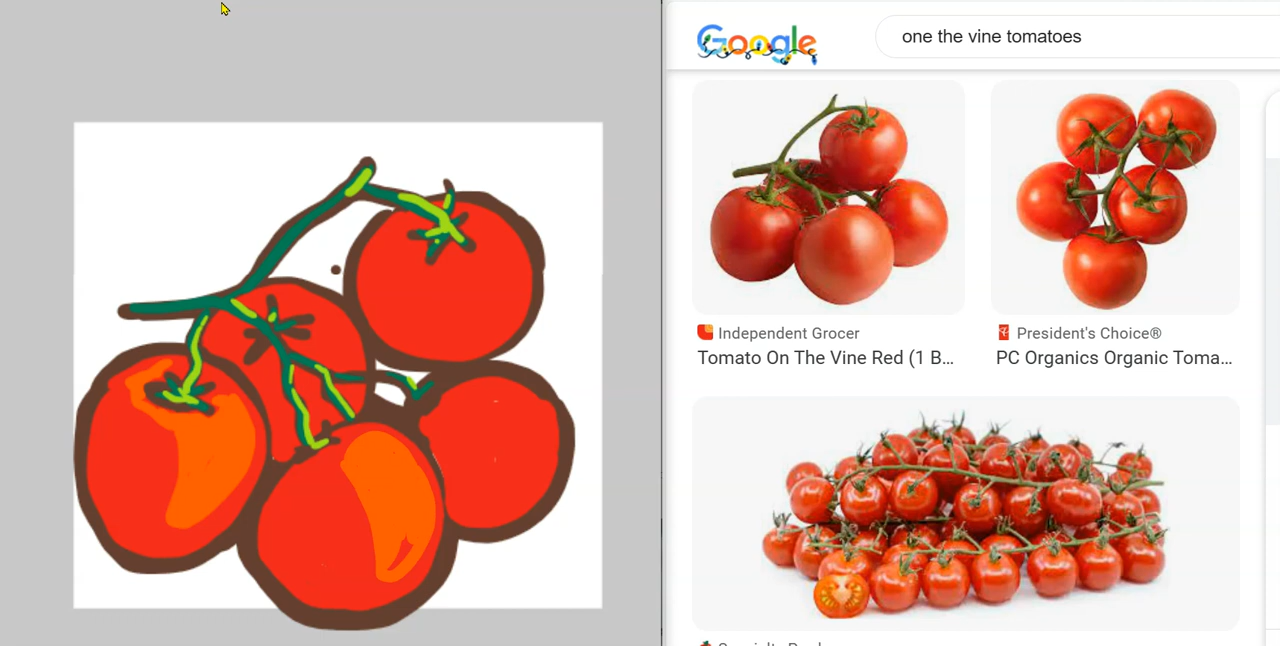 Google
one the vine tomatoes
Independent Grocer
Tomato On The Vine Red (1 B...
President's Choice®
PC Organics Organic Toma...